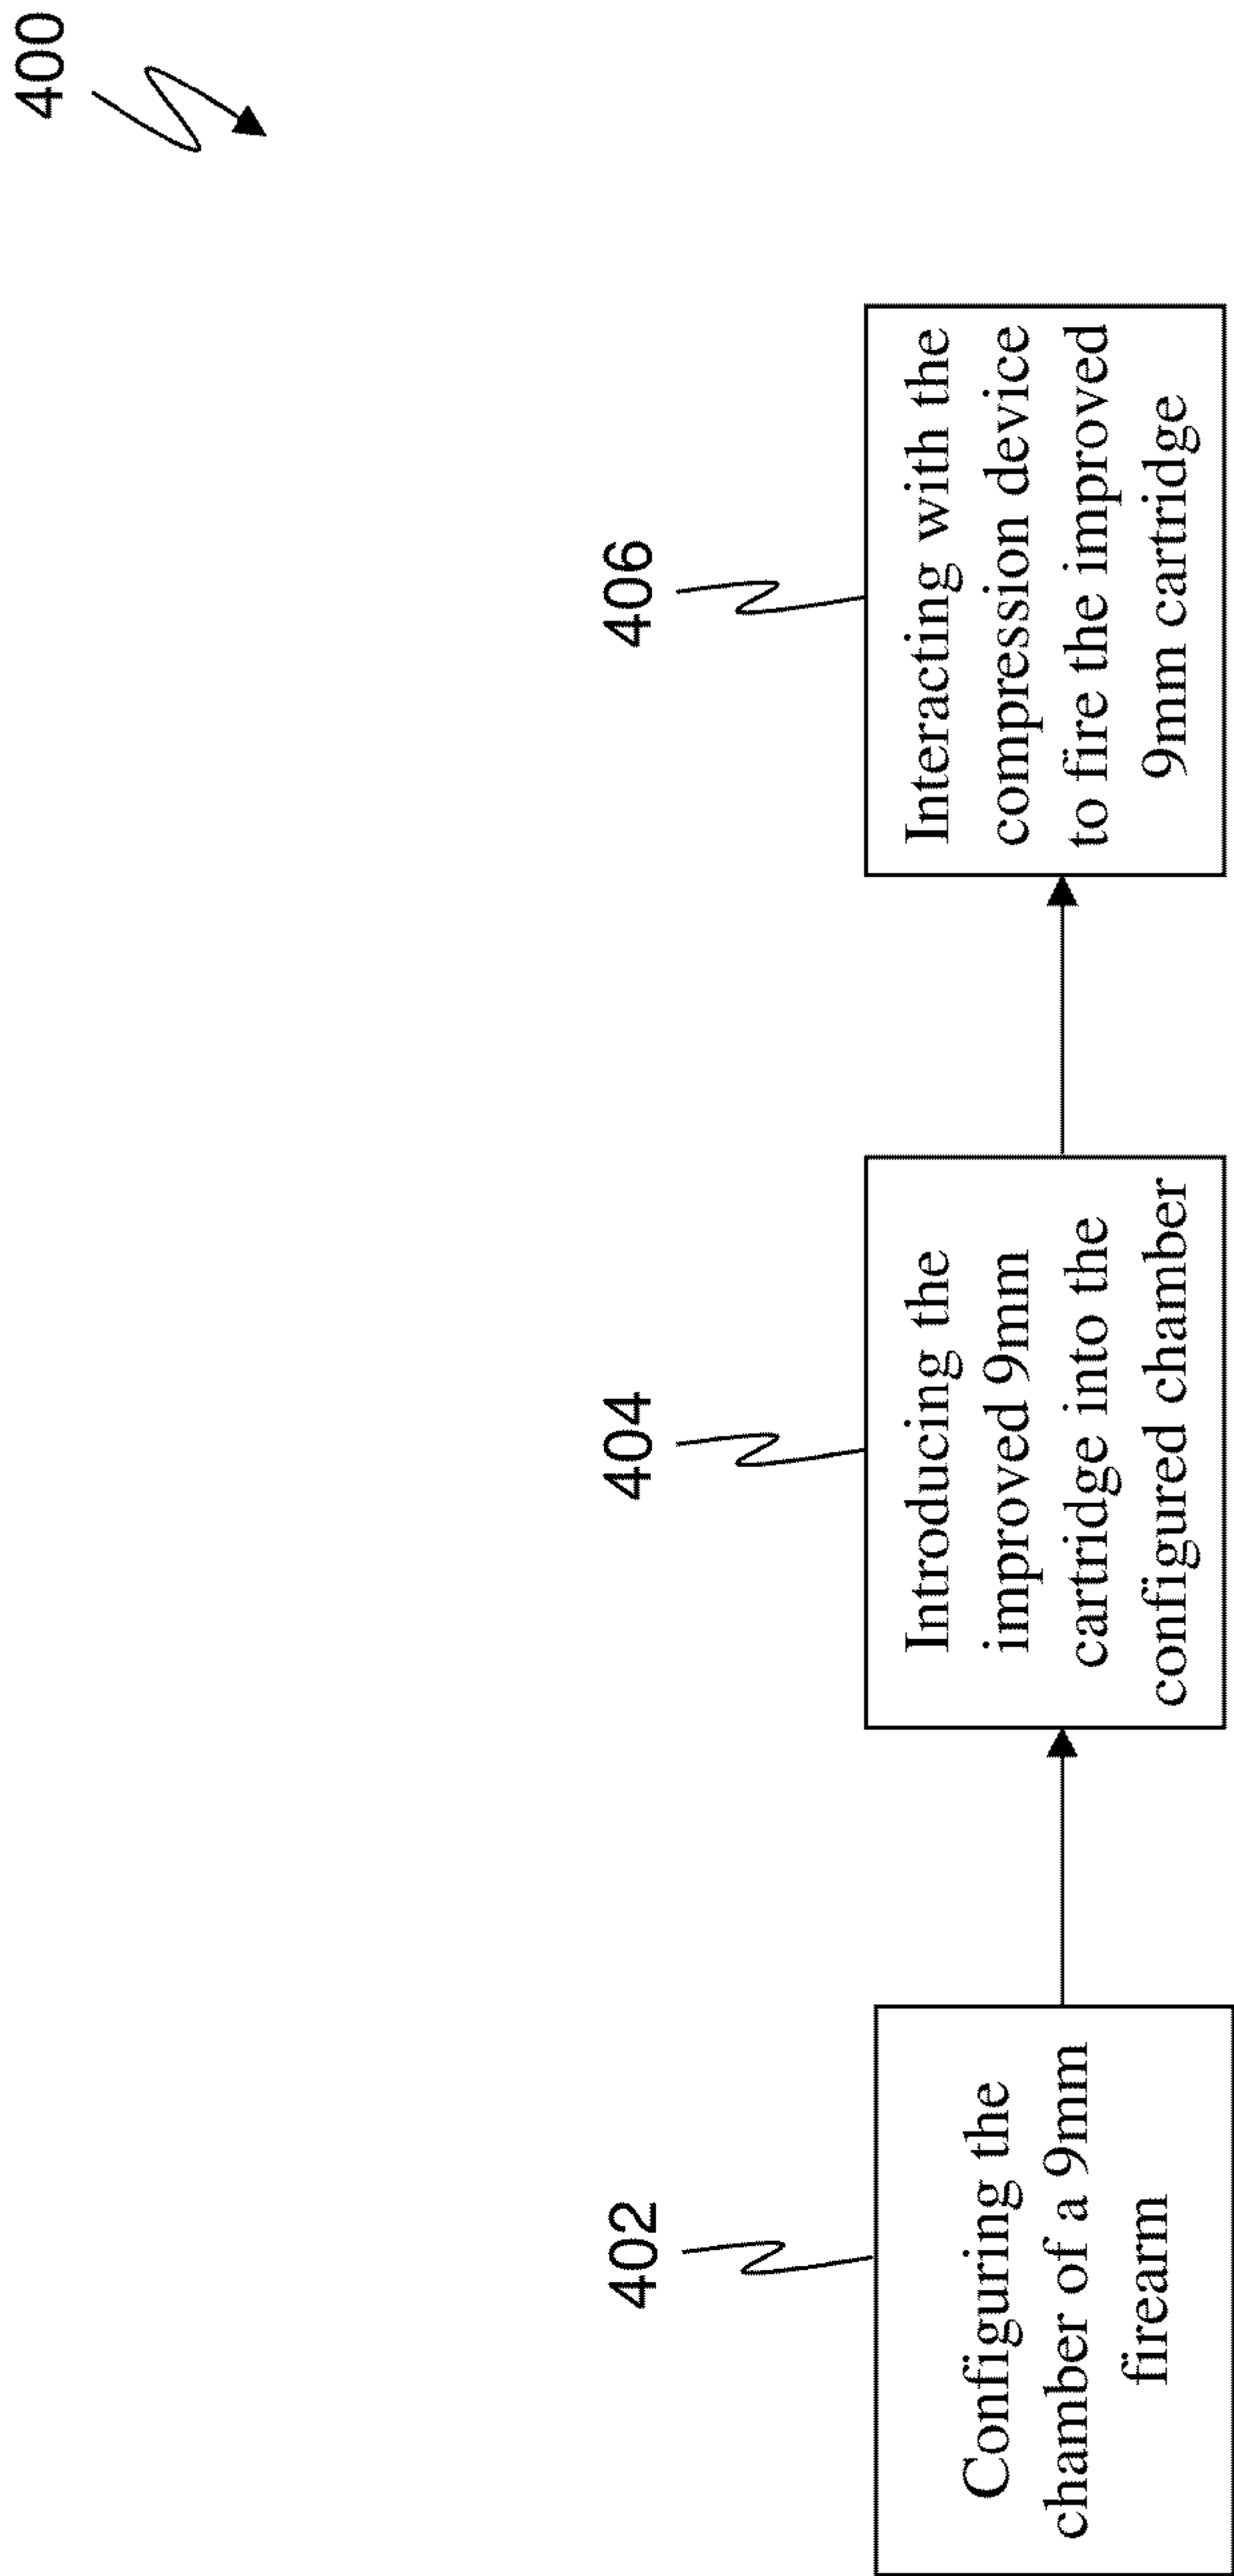 400
402
Configuring the
chamber of a 9mm
firearm
404
Introducing the
improved 9mm
cartridge into the
configured chamber
406
Interacting with the
compression device
to fire the improved
9mm cartridge